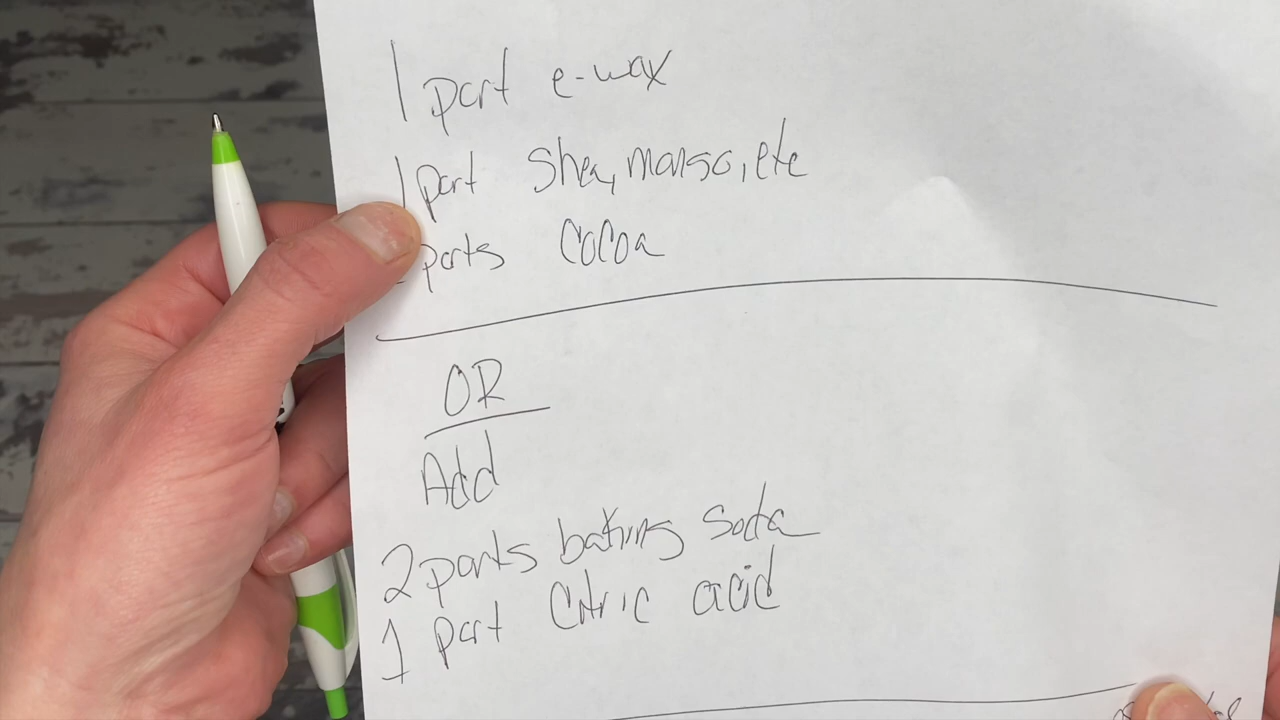 1 part e-wax
1 part Shea, mango, etc
parts Cocoa
OR
Add
2 parts baking soda
1 part Citric acid